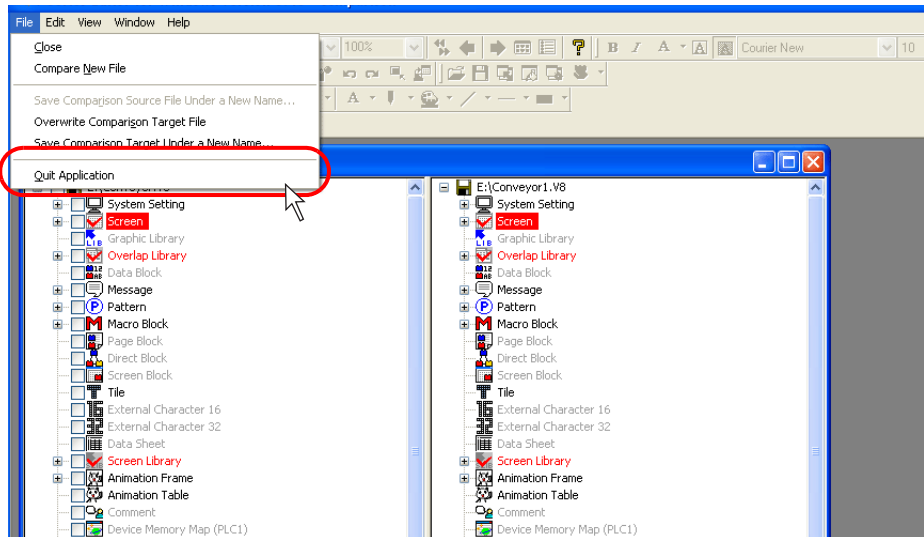 File Edit View Window Help
Close
100%
B I A A Courier New 10
Compare New File
Save Comparison Source File Under a New Name...
A
Overwrite Comparison Target File
Save Comparison Target Under a New Name...
Quit Application
E:\Conveyor1.V8
System Setting
System Setting
Screen
Screen
Graphic Library
Graphic Library
Overlap Library
Overlap Library
Data Block
Data Block
Message
Message
Pattern
Pattern
Macro Block
Macro Block
Page Block
Page Block
Direct Block
Direct Block
Screen Block
Screen Block
Tile
Tile
External Character 16
External Character 16
External Character 32
External Character 32
Data Sheet
Data Sheet
Screen Library
Screen Library
Animation Frame
Animation Frame
Animation Table
Animation Table
Comment
Comment
Device Memory Map (PLC1)
Device Memory Map (PLC1)